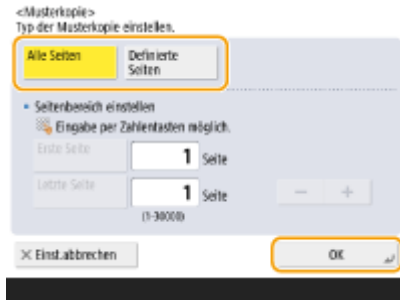 <Musterkopie>
Typ der Musterkopie einstellen.
Alle Seiten
Definierte
Seiten
Seitenbereich einstellen
Eingabe per Zahlentasten möglich.
Erste Seite
1 Seite
Letzte Seite
1 Seite
- +
(1-30000)
× Einst.abbrechen
OK